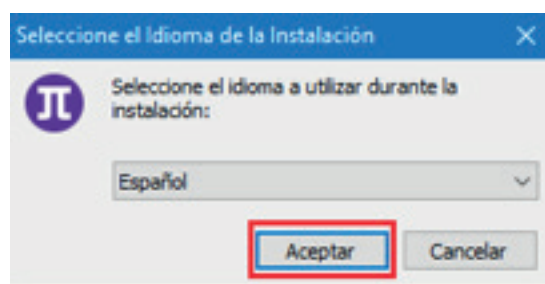 Seleccione el Idioma de la Instalación
Seleccione el idioma a utilizar durante la
instalación:
Español
Aceptar
Cancelar